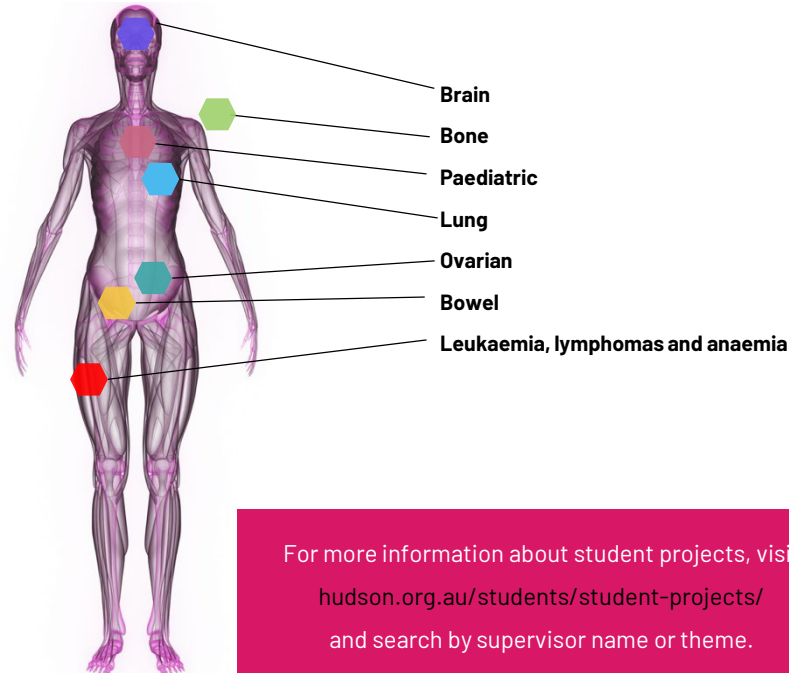 Brain
Bone
Paediatric
Lung
Ovarian
Bowel
Leukaemia, lymphomas and anaemia
For more information about student projects, visi
hudson.org.au/students/student-projects/
and search by supervisor name or theme.